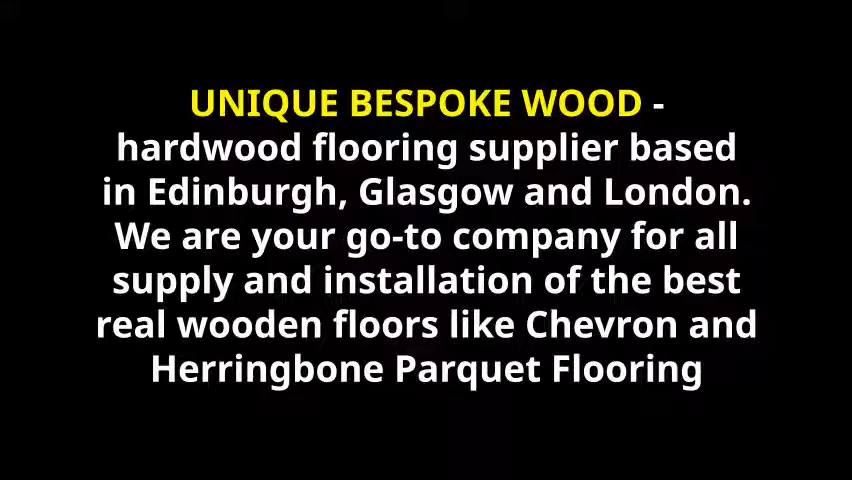 UNIQUE BESPOKE WOOD -
hardwood flooring supplier based
in Edinburgh, Glasgow and London.
We are your go-to company for all
supply and installation of the best
real wooden floors like Chevron and
Herringbone Parquet Flooring